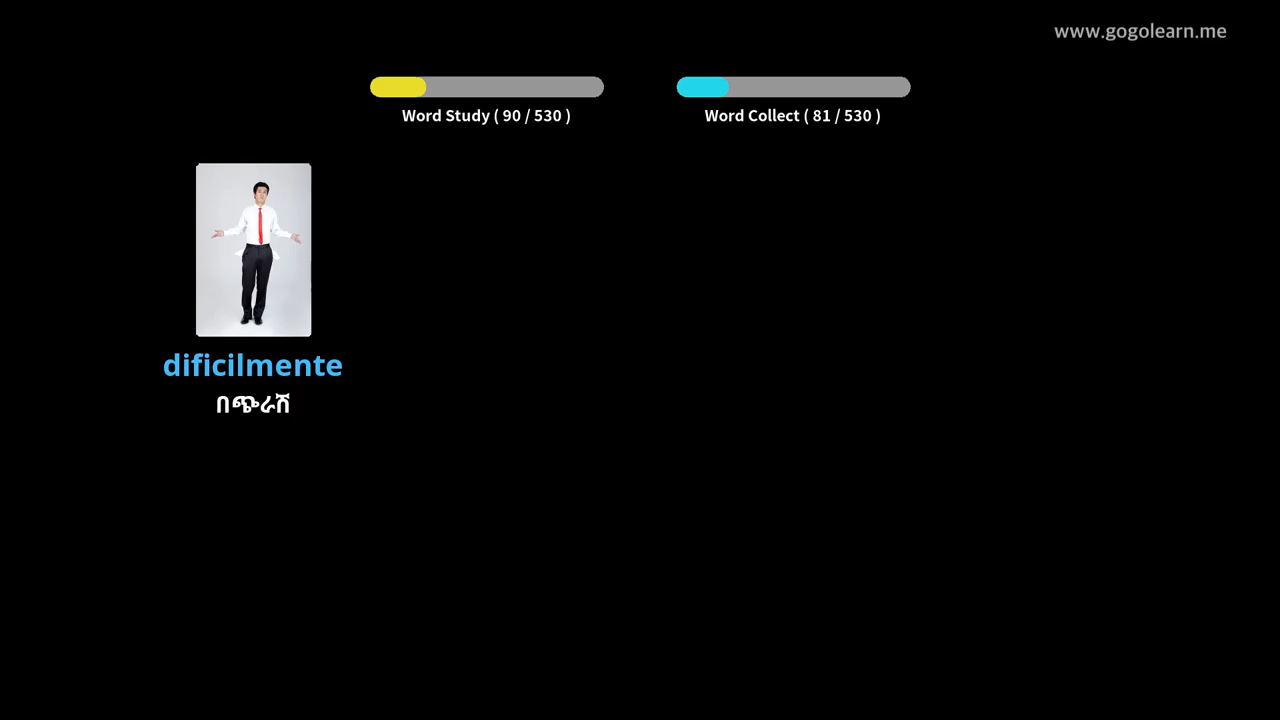 www.gogolearn.me
Word Study ( 90 / 530 )
Word Collect ( 81 / 530 )
dificilmente
በጭራሽ